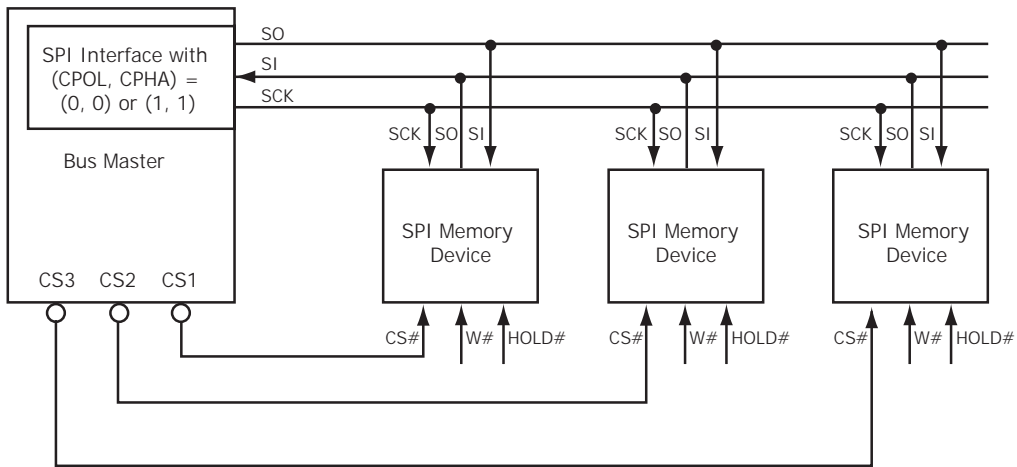 SO
SPI Interface with
(CPOL, CPHA) =
(0, 0) or (1, 1)
SI
SCK
Bus Master
SCK SO SI
SCK SO SI
SCK SO SI
SPI Memory
Device
SPI Memory
Device
SPI Memory
Device
CS3 CS2 CS1
CS# W# HOLD#
CS# W# HOLD#
CS# W# HOLD#